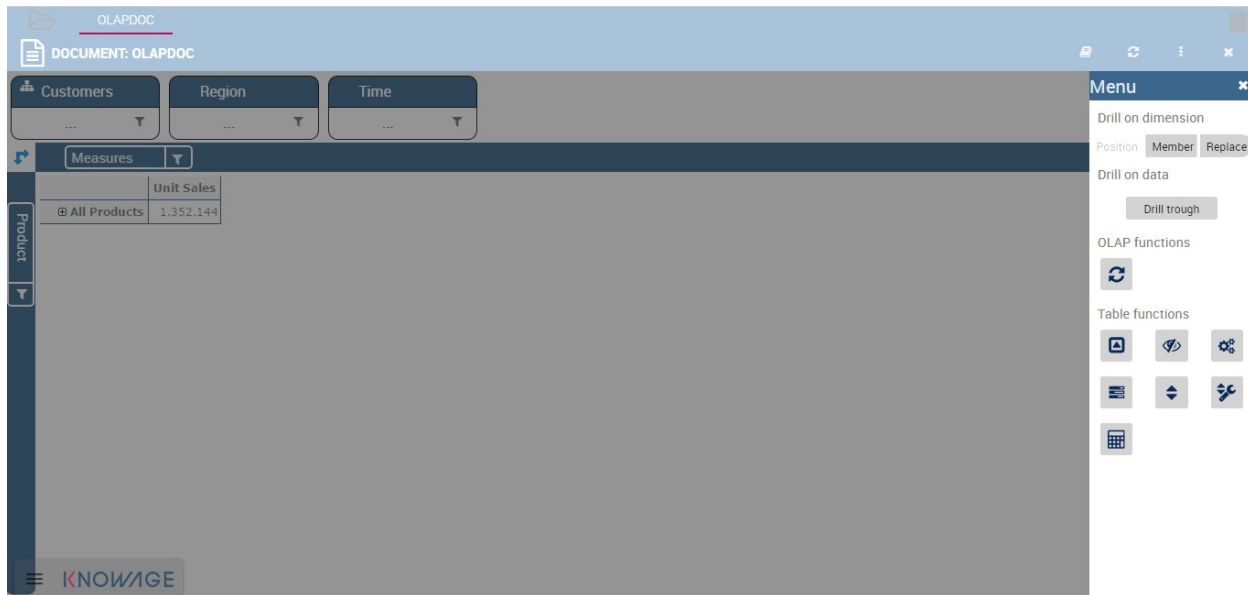 OLAPDOC
DOCUMENT: OLAPDOC
Customers
...
Region
...
Time
...
Measures
Product
Unit Sales
All Products 1.352.144
KNOWAGE
Menu
Drill on dimension
Position Member Replace
Drill on data
Drill trough
OLAP functions
Table functions